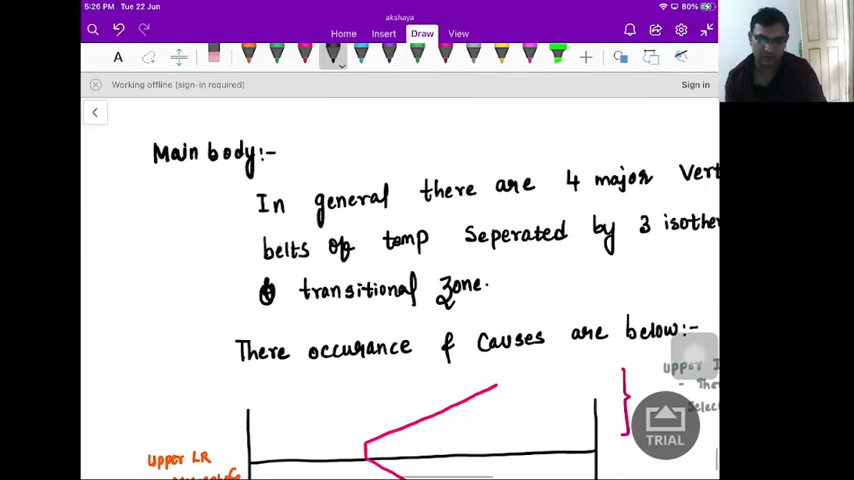 5:26 PM Tue 22 Jun
80%
akshaya
Home Insert Draw View
Working offline (sign-in required)
Sign in
Main body:-
In general there are 4 major Vert
belts of temp Seperated by 3 isother
transitional zone.
There occurance & Causes are below:-
Upper I
- The
Select
TRIAL
Upper LR